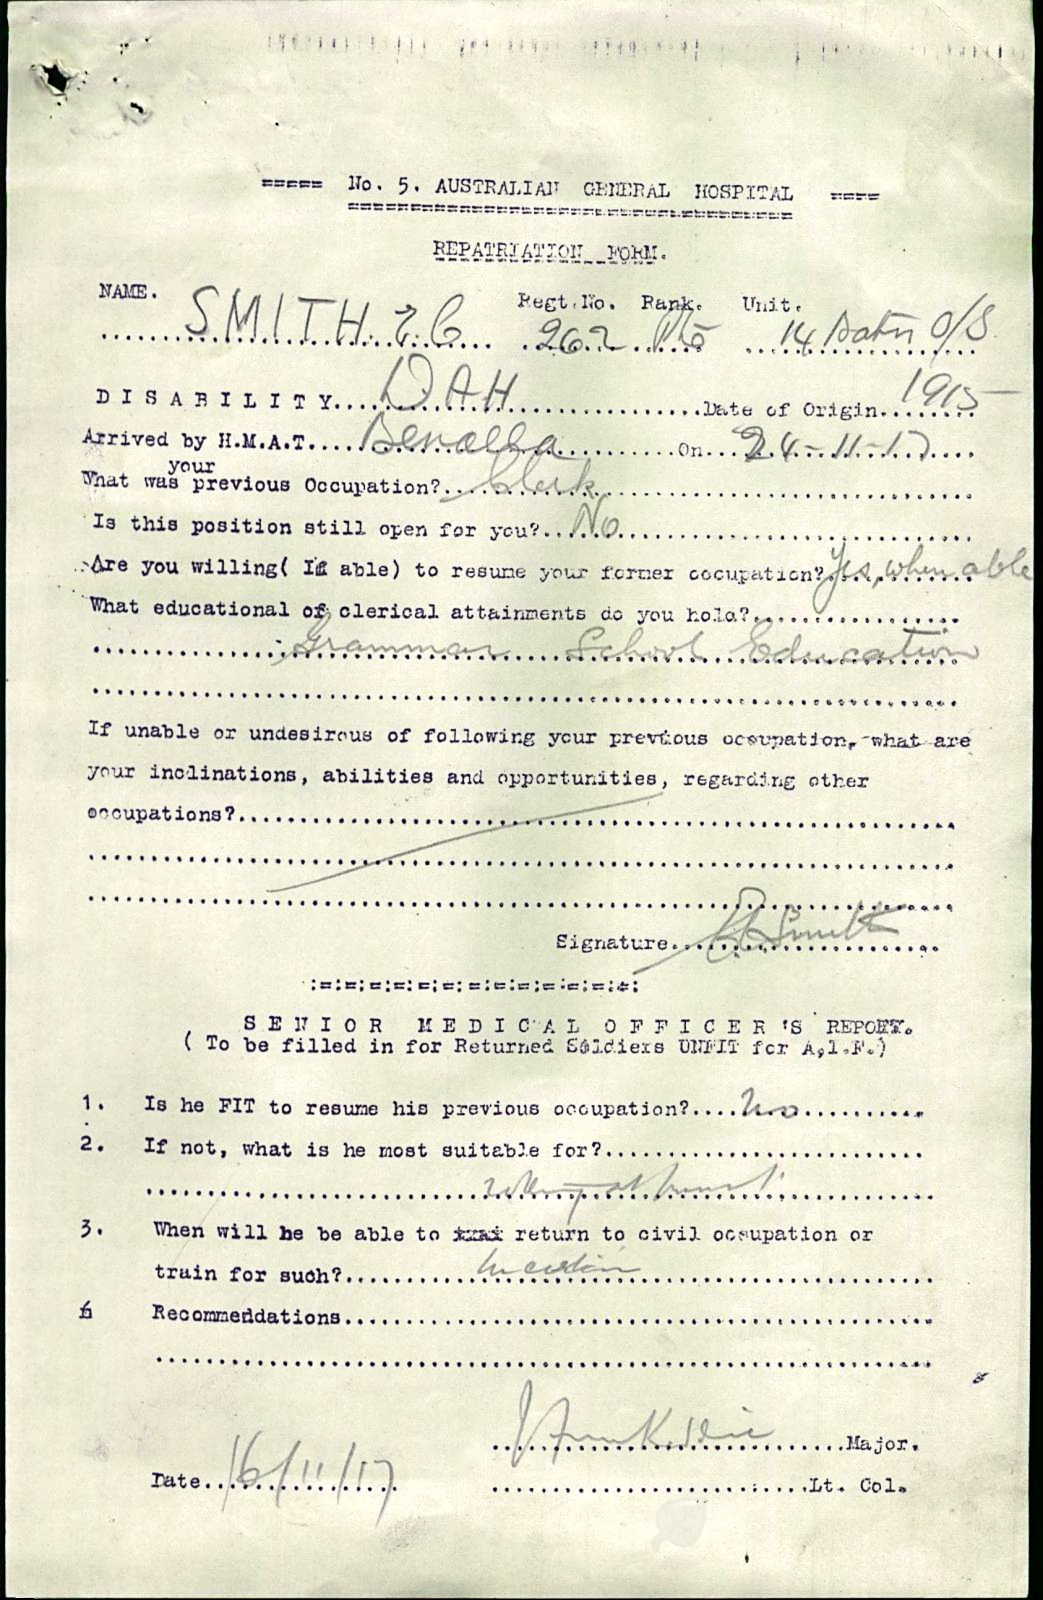 ===== No. 5. AUSTRALIAN GENERAL HOSPITAL ====
REPATRIATION FORM.
NAME. Regt.No. Rank. Unit.
SMITH. E C 262 Pte 14 Batn O/S
DISABILITY....DAH....Date of Origin....1915
Arrived by H.M.A.T....Benalla....On...24-11-17....
your
What was previous Occupation?...Clerk....
Is this position still open for you?...No....
Are you willing( If able) to resume your former occupation?Yes, when able
What educational of clerical attainments do you hold?....
Grammar School Education
If unable or undesirous of following your previous occupation, what are
your inclinations, abilities and opportunities, regarding other
occupations?....
Signature....E C Smith
:=:=:=:=:=:=:=:=:=:=:=:=:=:
SENIOR MEDICAL OFFICER'S REPORT.
( To be filled in for Returned Soldiers UNFIT for A.I.F.)
1. Is he FIT to resume his previous occupation?....no....
2. If not, what is he most suitable for?....
nothing at present
3. When will he be able to return to civil occupation or
train for such?....
Recommendations....
....Major.
Date..16/11/17 ....Lt. Col.